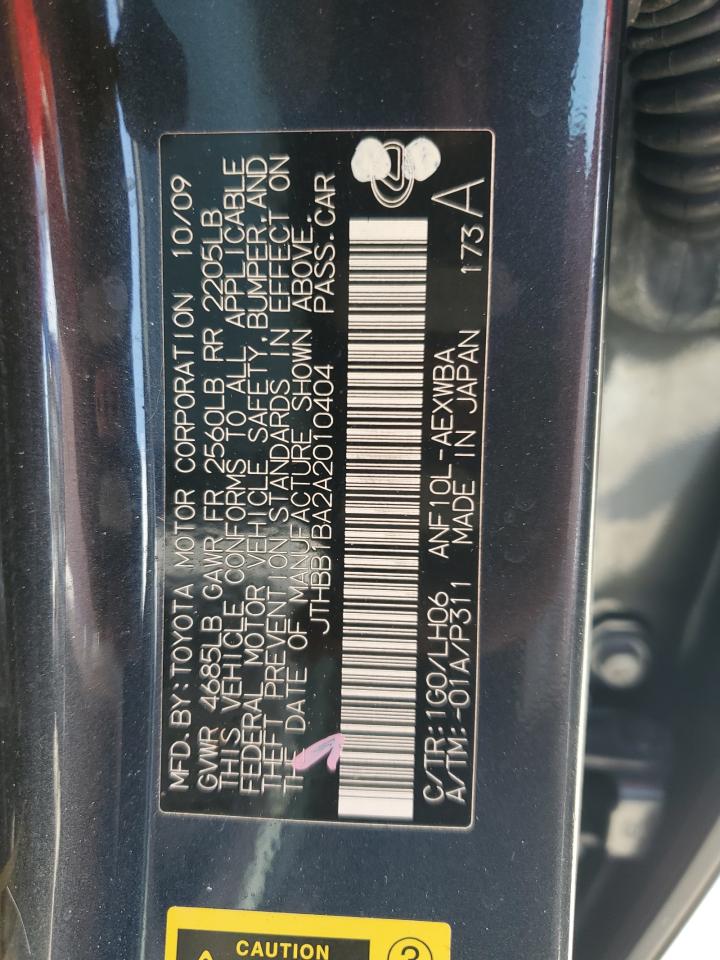 MFD. BY: TOYOTA MOTOR CORPORATION 10/09
GVWR 4685LB GAWR FR 2560LB RR 2205LB
THIS VEHICLE CONFORMS TO ALL APPLICABLE
FEDERAL MOTOR VEHICLE SAFETY, BUMPER, AND
THEFT PREVENTION STANDARDS IN EFFECT ON
THE DATE OF MANUFACTURE SHOWN ABOVE.
JTHBB1BA2A2010404 PASS. CAR
C/TR: 1G0/LH06 ANF10L-AEXWBA 173 A
A/TM: -01A/P311 MADE IN JAPAN
CAUTION